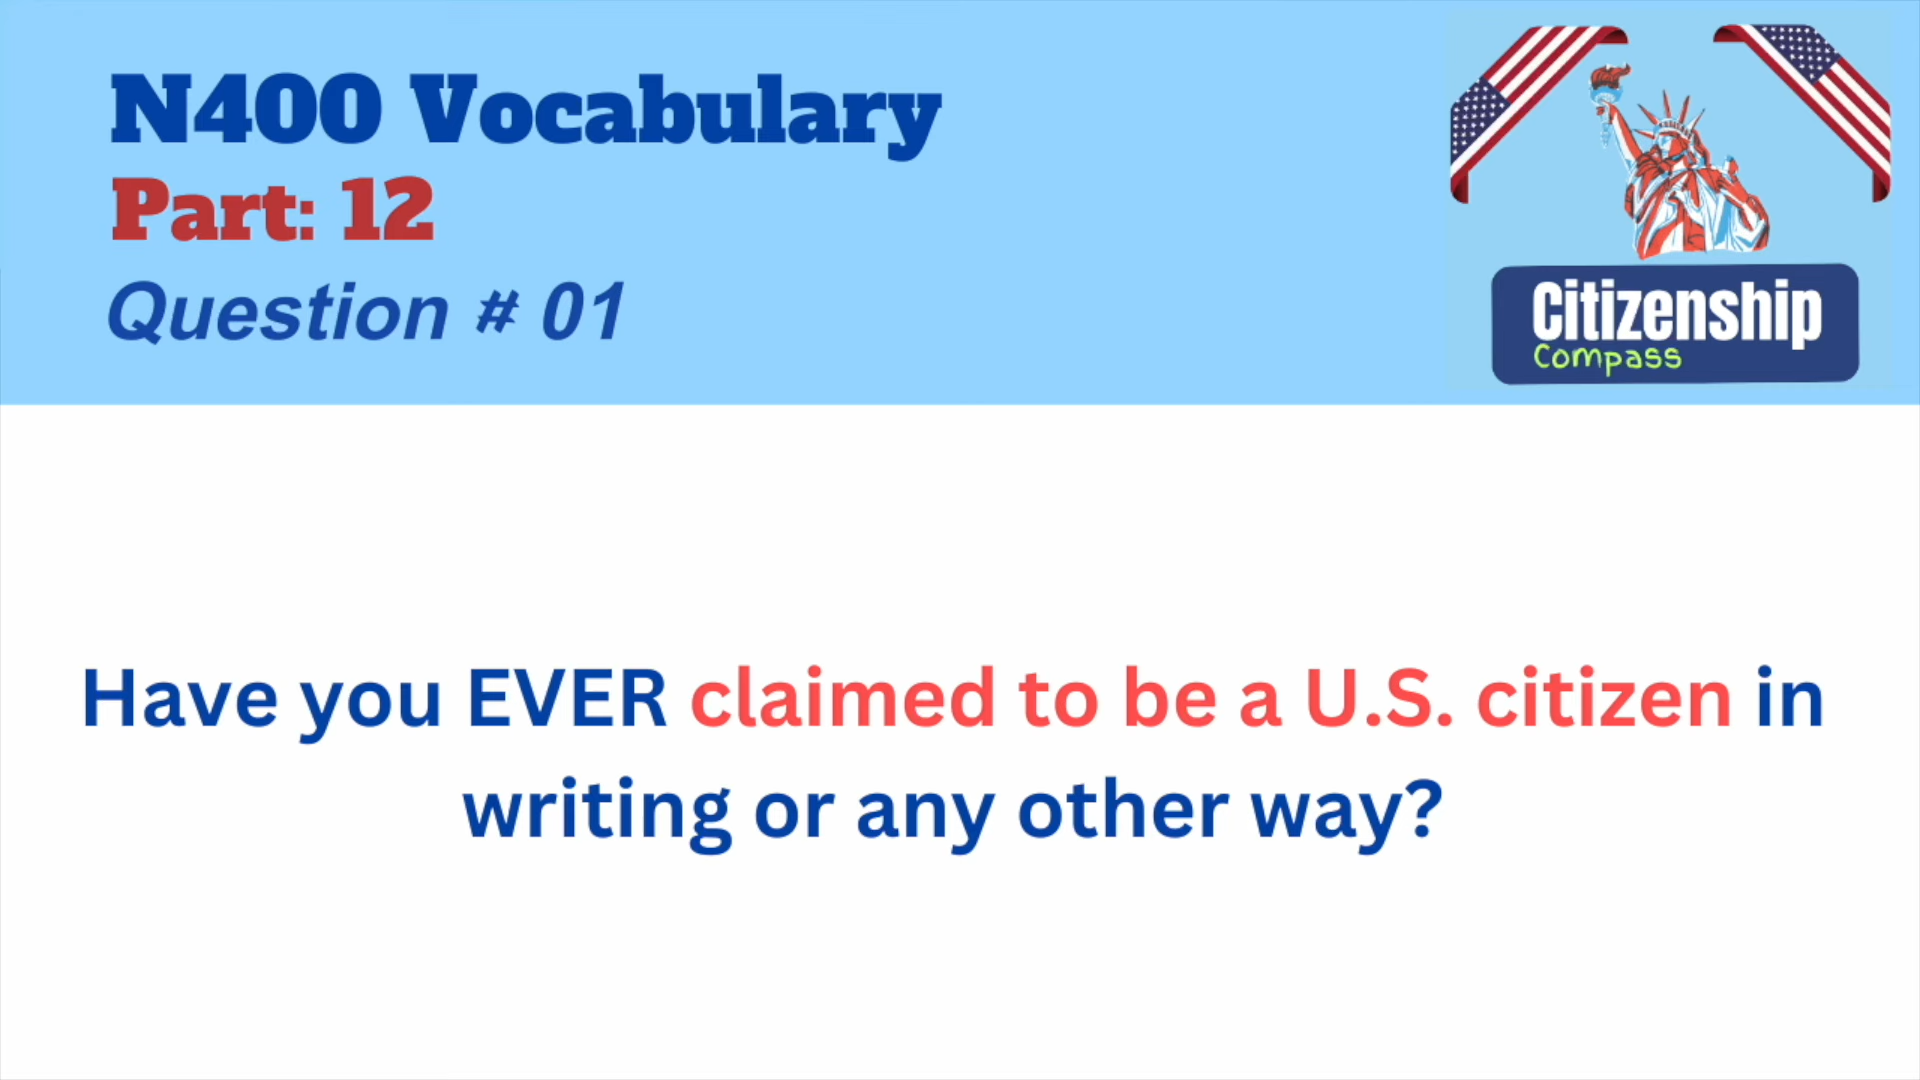 N400 Vocabulary
Part: 12
Question # 01
Citizenship
Compass
Have you EVER claimed to be a U.S. citizen in
writing or any other way?